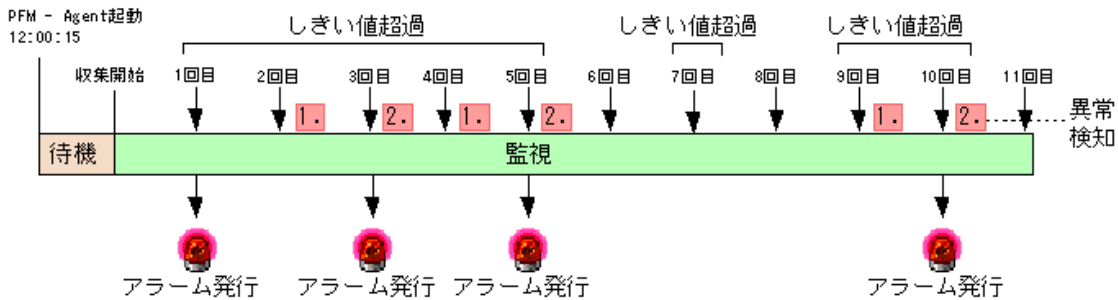 PFM - Agent起動
12:00:15
しきい値超過
しきい値超過
しきい値超過
収集開始
1回目
2回目
3回目
4回目
5回目
6回目
7回目
8回目
9回目
10回目
11回目
1.
2.
1.
2.
1.
2.
異常
検知
待機
監視
アラーム発行
アラーム発行
アラーム発行
アラーム発行